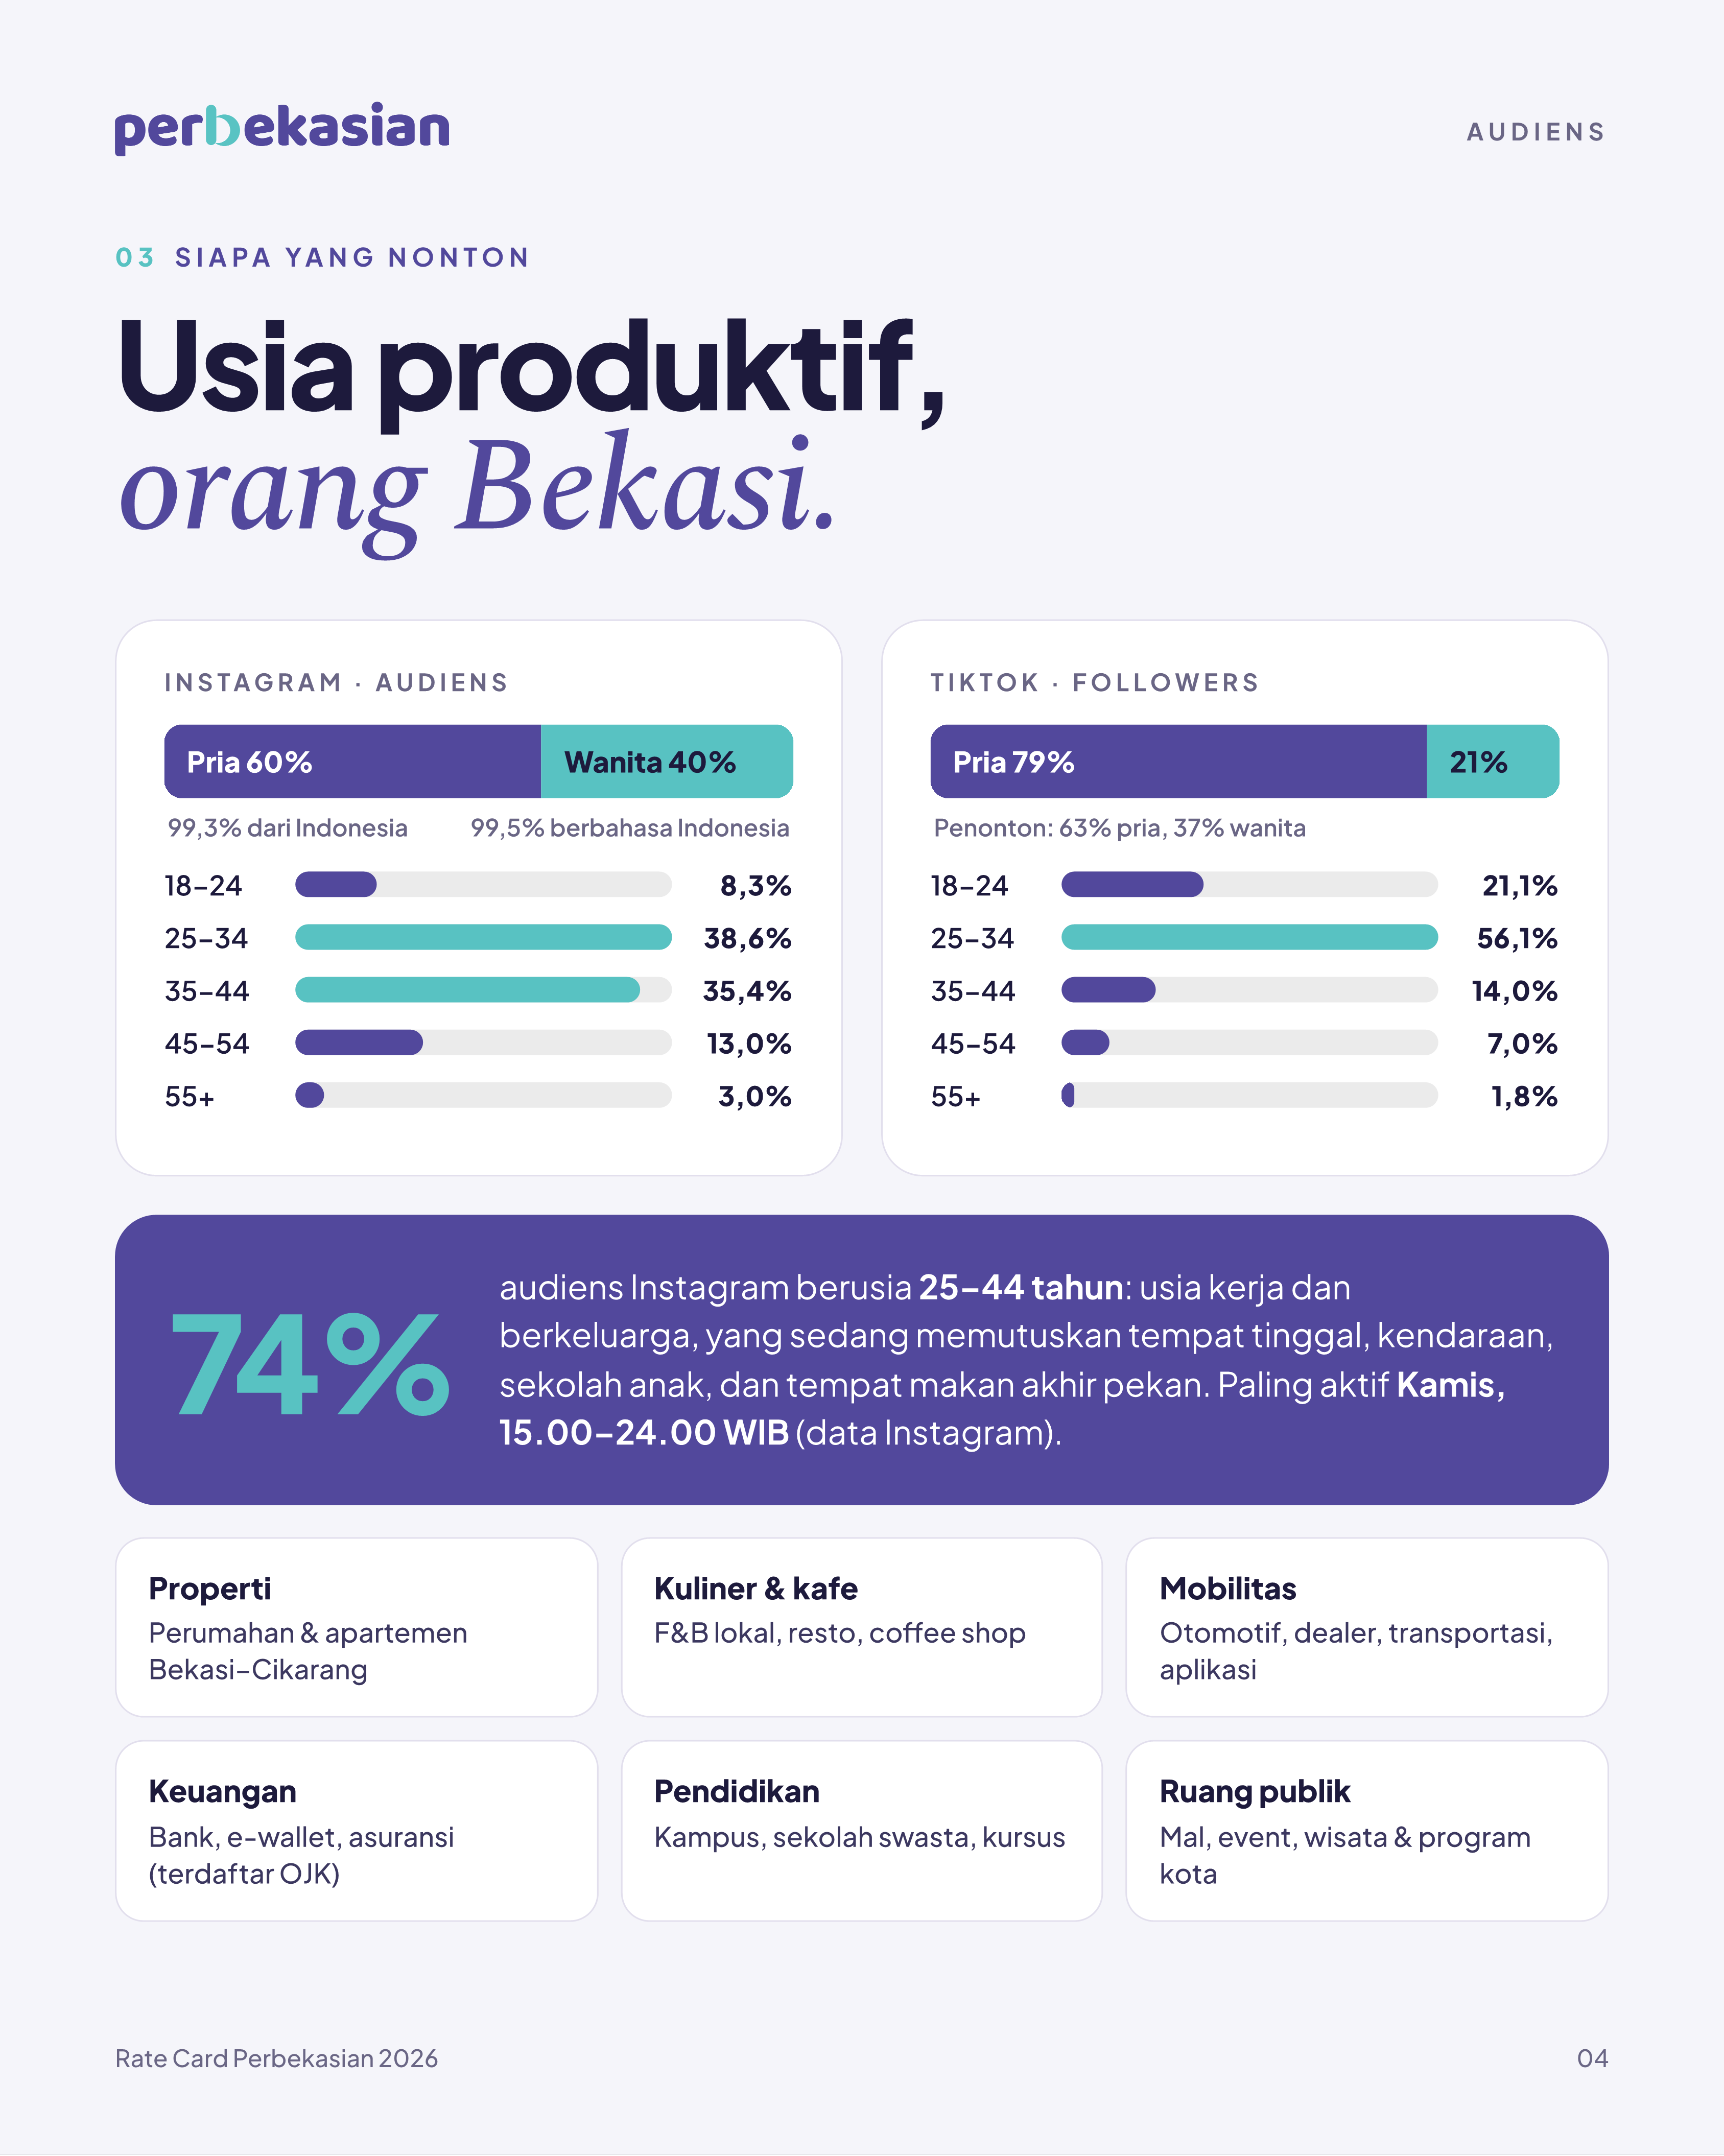 perbekasian
AUDIENS
03 SIAPA YANG NONTON
Usia produktif,
orang Bekasi.
INSTAGRAM · AUDIENS
Pria 60% Wanita 40%
99,3% dari Indonesia 99,5% berbahasa Indonesia
18–24 8,3%
25–34 38,6%
35–44 35,4%
45–54 13,0%
55+ 3,0%
TIKTOK · FOLLOWERS
Pria 79% 21%
Penonton: 63% pria, 37% wanita
18–24 21,1%
25–34 56,1%
35–44 14,0%
45–54 7,0%
55+ 1,8%
74%
audiens Instagram berusia 25–44 tahun: usia kerja dan
berkeluarga, yang sedang memutuskan tempat tinggal, kendaraan,
sekolah anak, dan tempat makan akhir pekan. Paling aktif Kamis,
15.00–24.00 WIB (data Instagram).
Properti
Perumahan & apartemen
Bekasi–Cikarang
Kuliner & kafe
F&B lokal, resto, coffee shop
Mobilitas
Otomotif, dealer, transportasi,
aplikasi
Keuangan
Bank, e-wallet, asuransi
(terdaftar OJK)
Pendidikan
Kampus, sekolah swasta, kursus
Ruang publik
Mal, event, wisata & program
kota
Rate Card Perbekasian 2026
04